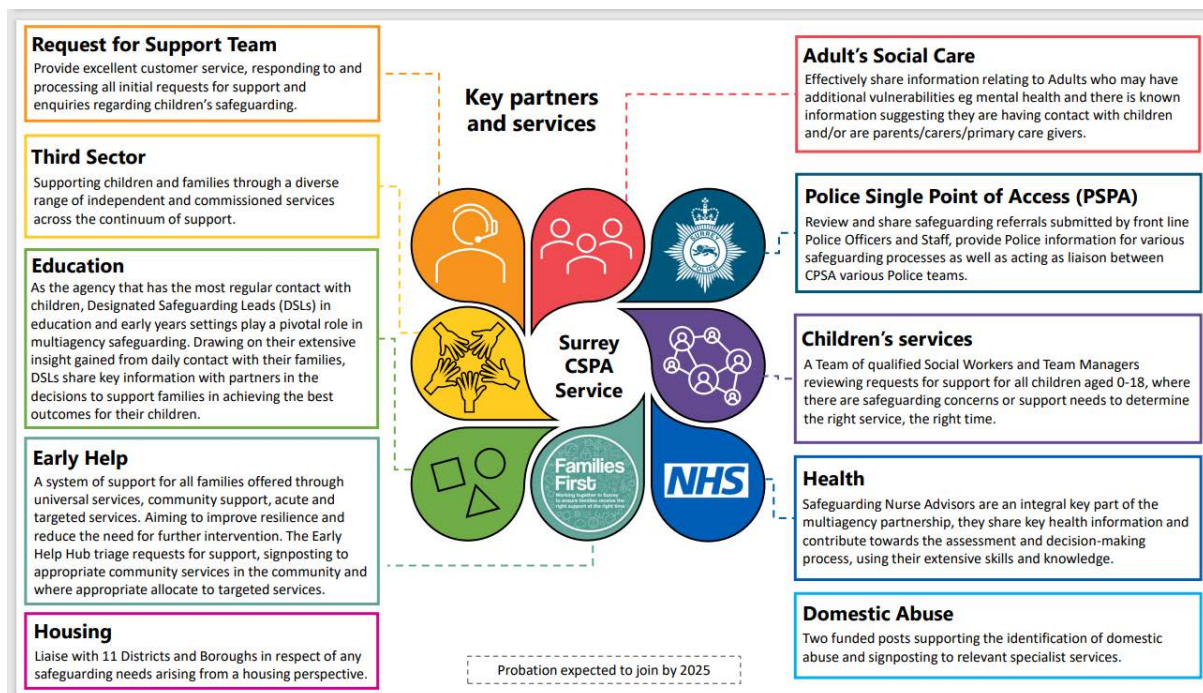 Request for Support Team
Provide excellent customer service, responding to and
processing all initial requests for support and
enquiries regarding children's safeguarding.
Third Sector
Supporting children and families through a diverse
range of independent and commissioned services
across the continuum of support.
Education
As the agency that has the most regular contact with
children, Designated Safeguarding Leads (DSLs) in
education and early years settings play a pivotal role in
multiagency safeguarding. Drawing on their extensive
insight gained from daily contact with their families,
DSLs share key information with partners in the
decisions to support families in achieving the best
outcomes for their children.
Early Help
A system of support for all families offered through
universal services, community support, acute and
targeted services. Aiming to improve resilience and
reduce the need for further intervention. The Early
Help Hub triage requests for support, signposting to
appropriate community services in the community and
where appropriate allocate to targeted services.
Housing
Liaise with 11 Districts and Boroughs in respect of any
safeguarding needs arising from a housing perspective.
Key partners
and services
SURREY
POLICE
Surrey
CSPA
Service
Families
First
Working together in Surrey
to ensure families receive the
right support at the right time
NHS
Probation expected to join by 2025
Adult's Social Care
Effectively share information relating to Adults who may have
additional vulnerabilities eg mental health and there is known
information suggesting they are having contact with children
and/or are parents/carers/primary care givers.
Police Single Point of Access (PSPA)
Review and share safeguarding referrals submitted by front line
Police Officers and Staff, provide Police information for various
safeguarding processes as well as acting as liaison between
CPSA various Police teams.
Children's services
A Team of qualified Social Workers and Team Managers
reviewing requests for support for all children aged 0-18, where
there are safeguarding concerns or support needs to determine
the right service, the right time.
Health
Safeguarding Nurse Advisors are an integral key part of the
multiagency partnership, they share key health information and
contribute towards the assessment and decision-making
process, using their extensive skills and knowledge.
Domestic Abuse
Two funded posts supporting the identification of domestic
abuse and signposting to relevant specialist services.